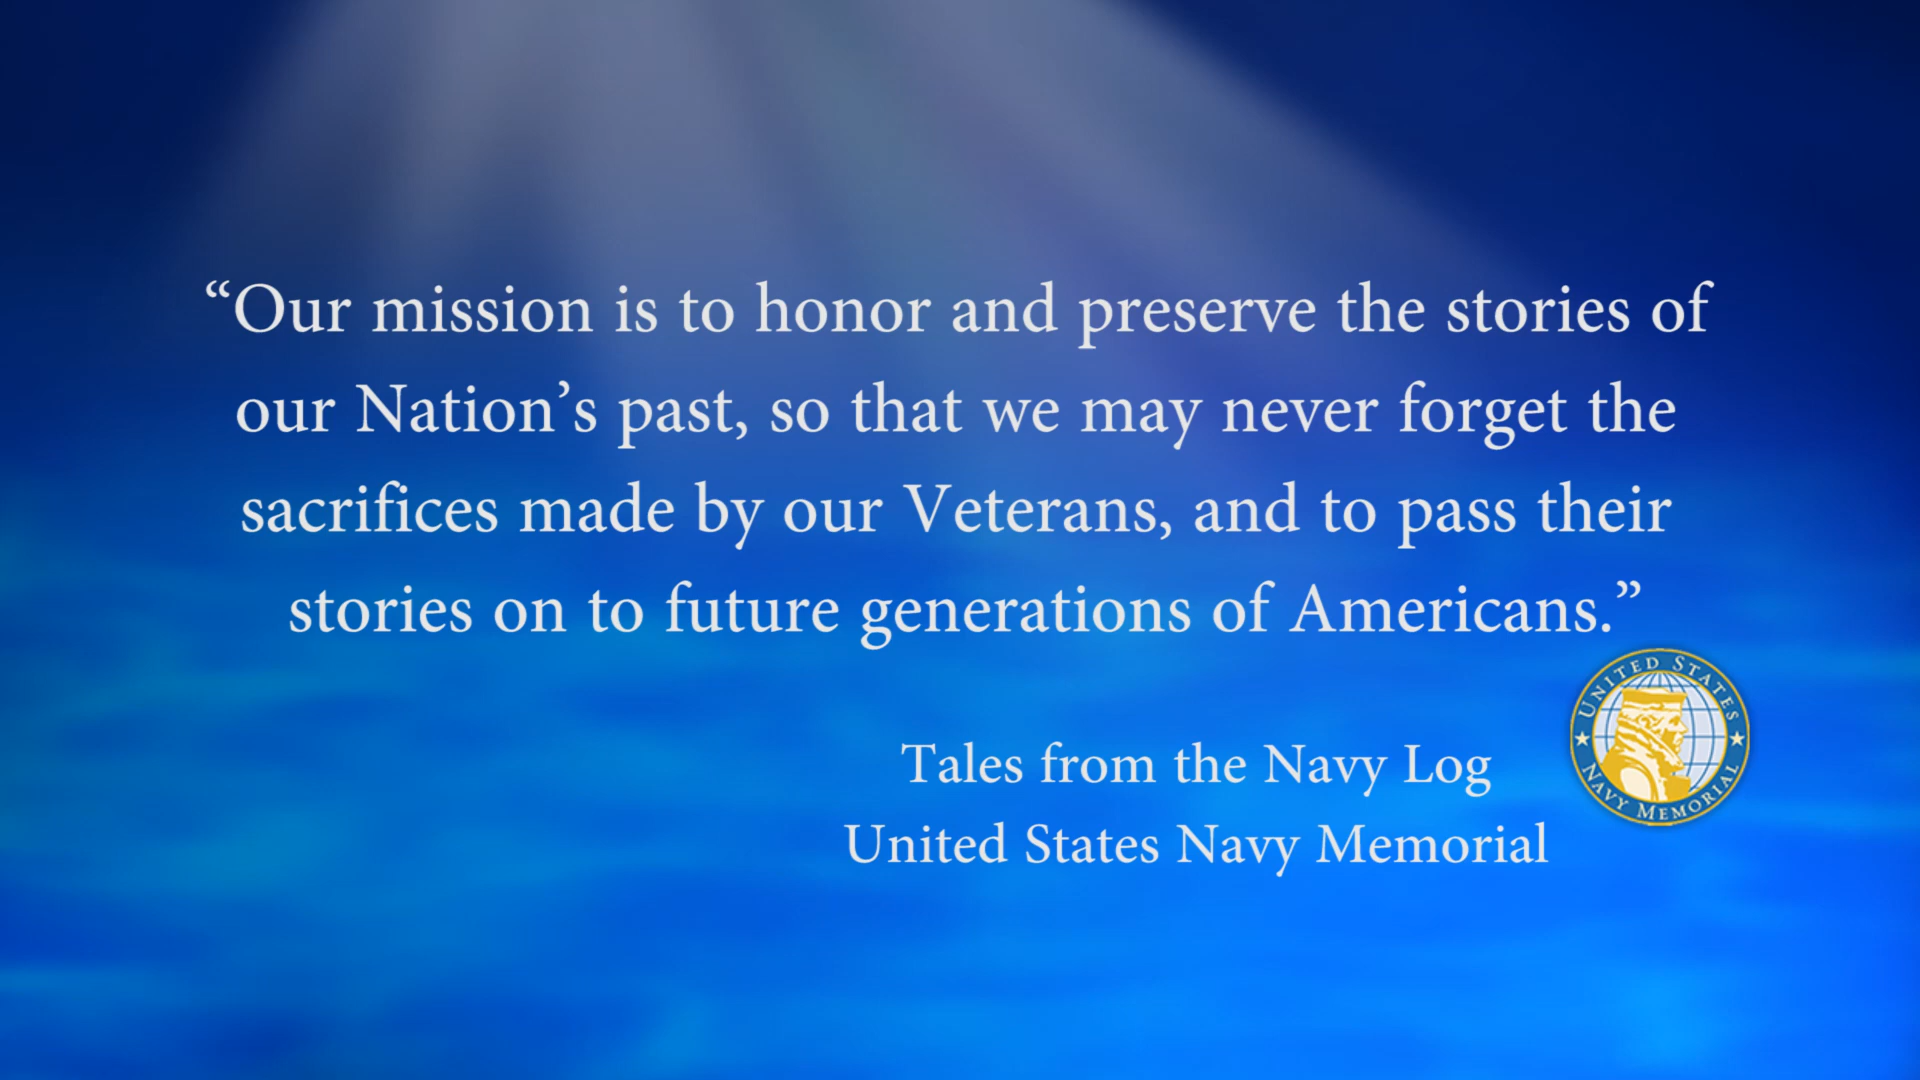 “Our mission is to honor and preserve the stories of
our Nation’s past, so that we may never forget the
sacrifices made by our Veterans, and to pass their
stories on to future generations of Americans.”
Tales from the Navy Log
United States Navy Memorial
UNITED STATES
NAVY MEMORIAL